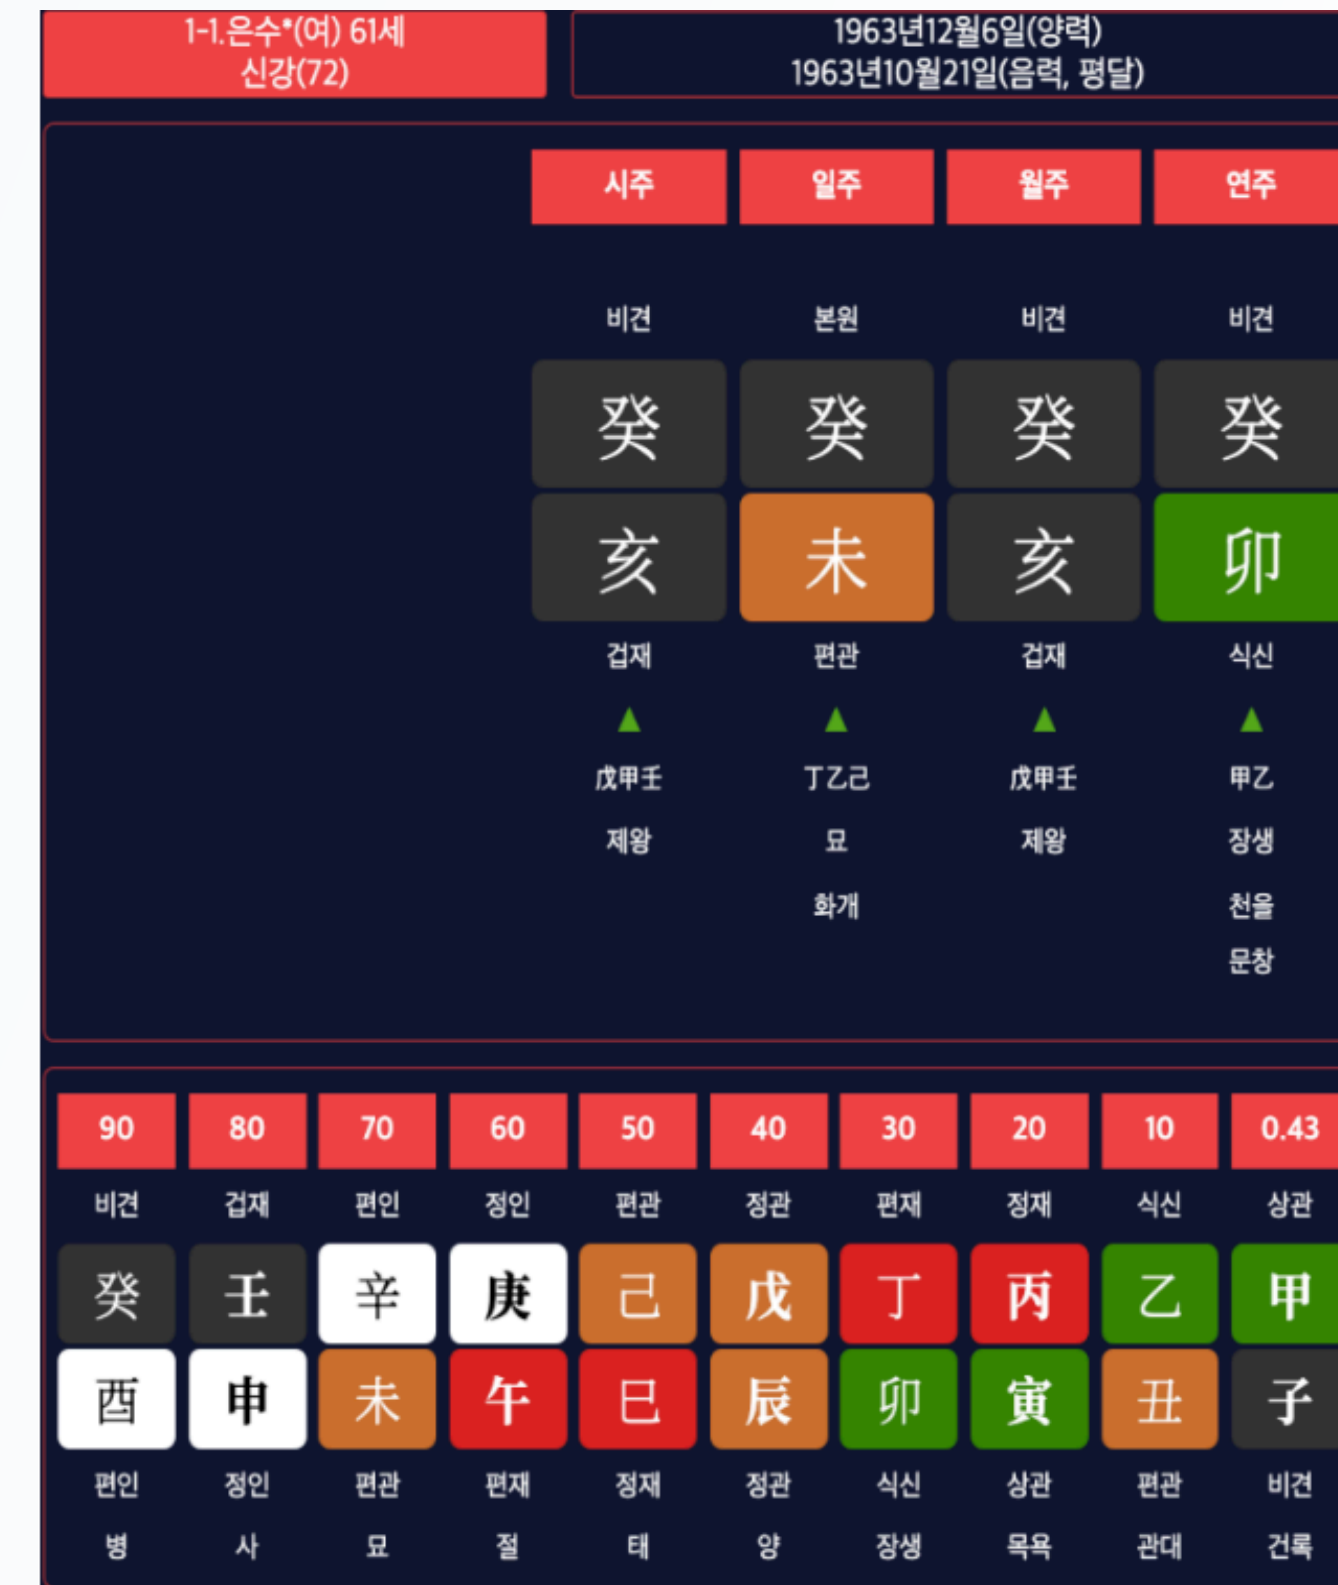 1-1.은수*(여) 61세
신강(72)
1963년12월6일(양력)
1963년10월21일(음력, 평달)
시주 일주 월주 연주
비견 본원 비견 비견
癸 癸 癸 癸
亥 未 亥 卯
겁재 편관 겁재 식신
▲ ▲ ▲ ▲
戊甲壬 丁乙己 戊甲壬 甲乙
제왕 묘 제왕 장생
화개 천을
문창
90 80 70 60 50 40 30 20 10 0.43
비견 겁재 편인 정인 편관 정관 편재 정재 식신 상관
癸 壬 辛 庚 己 戊 丁 丙 乙 甲
酉 申 未 午 巳 辰 卯 寅 丑 子
편인 정인 편관 편재 정재 정관 식신 상관 편관 비견
병 사 묘 절 태 양 장생 목욕 관대 건록